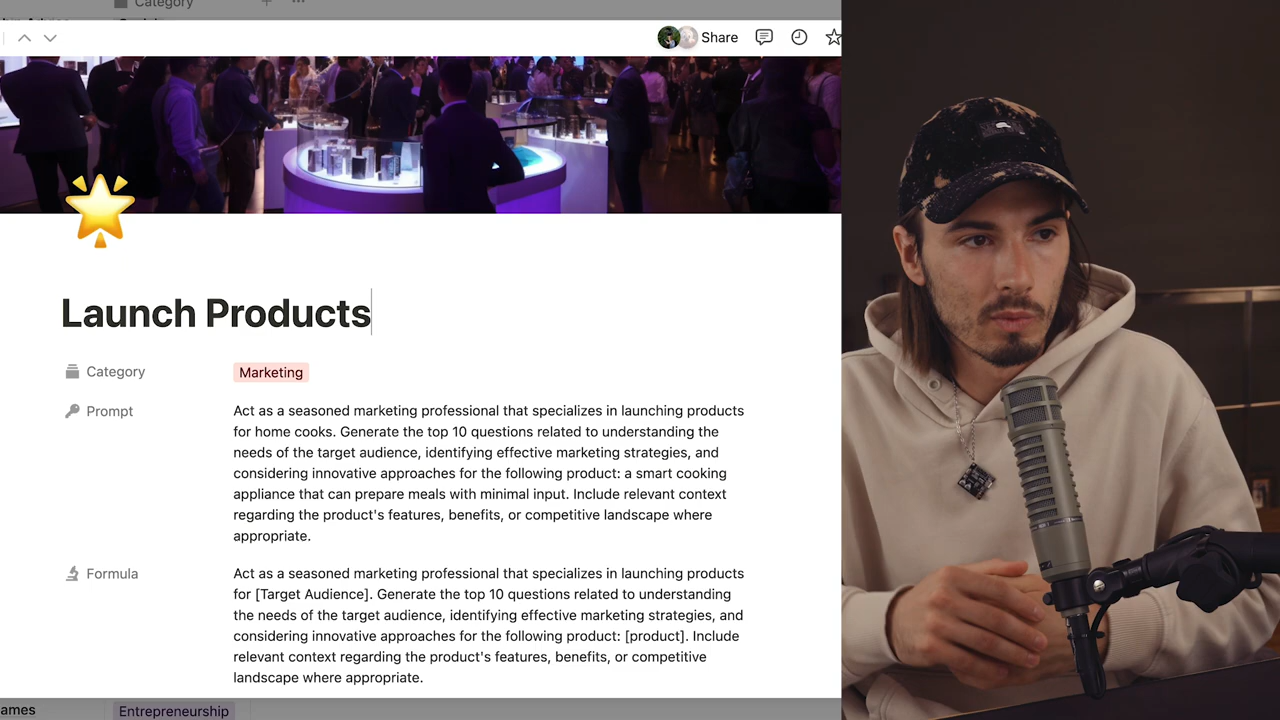 Category
Share
Launch Products
Category
Marketing
Prompt
Act as a seasoned marketing professional that specializes in launching products
for home cooks. Generate the top 10 questions related to understanding the
needs of the target audience, identifying effective marketing strategies, and
considering innovative approaches for the following product: a smart cooking
appliance that can prepare meals with minimal input. Include relevant context
regarding the product's features, benefits, or competitive landscape where
appropriate.
Formula
Act as a seasoned marketing professional that specializes in launching products
for [Target Audience]. Generate the top 10 questions related to understanding
the needs of the target audience, identifying effective marketing strategies, and
considering innovative approaches for the following product: [product]. Include
relevant context regarding the product's features, benefits, or competitive
landscape where appropriate.
ames
Entrepreneurship